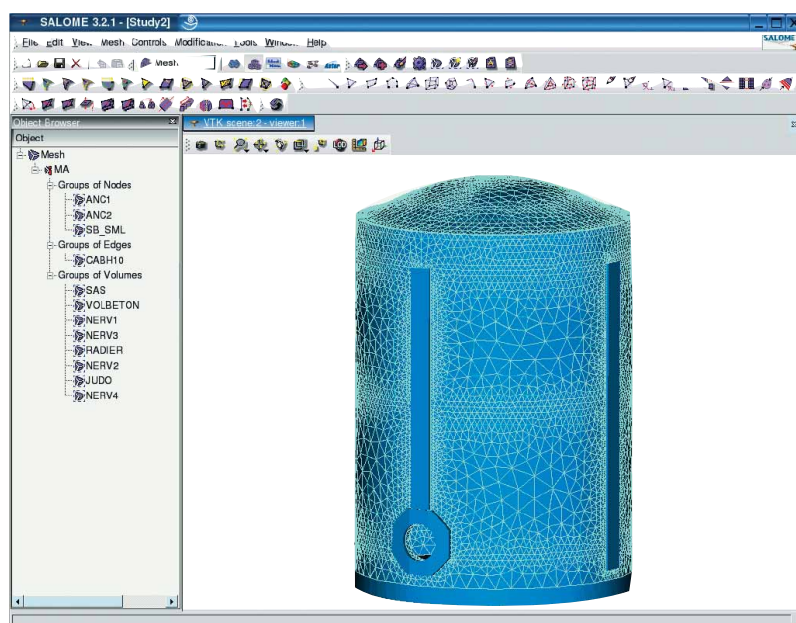 SALOME 3.2.1 - [Study2]
File Edit View Mesh Controls Tools Window Help
SALOME
Mesh
Object Browser
VTK scene:2 - viewer:1
Object
Mesh
MA
Groups of Nodes
ANC1
ANC2
SB_SML
Groups of Edges
CABH10
Groups of Volumes
SAS
VOLBETON
NERV1
NERV3
RADIER
NERV2
JUDO
NERV4